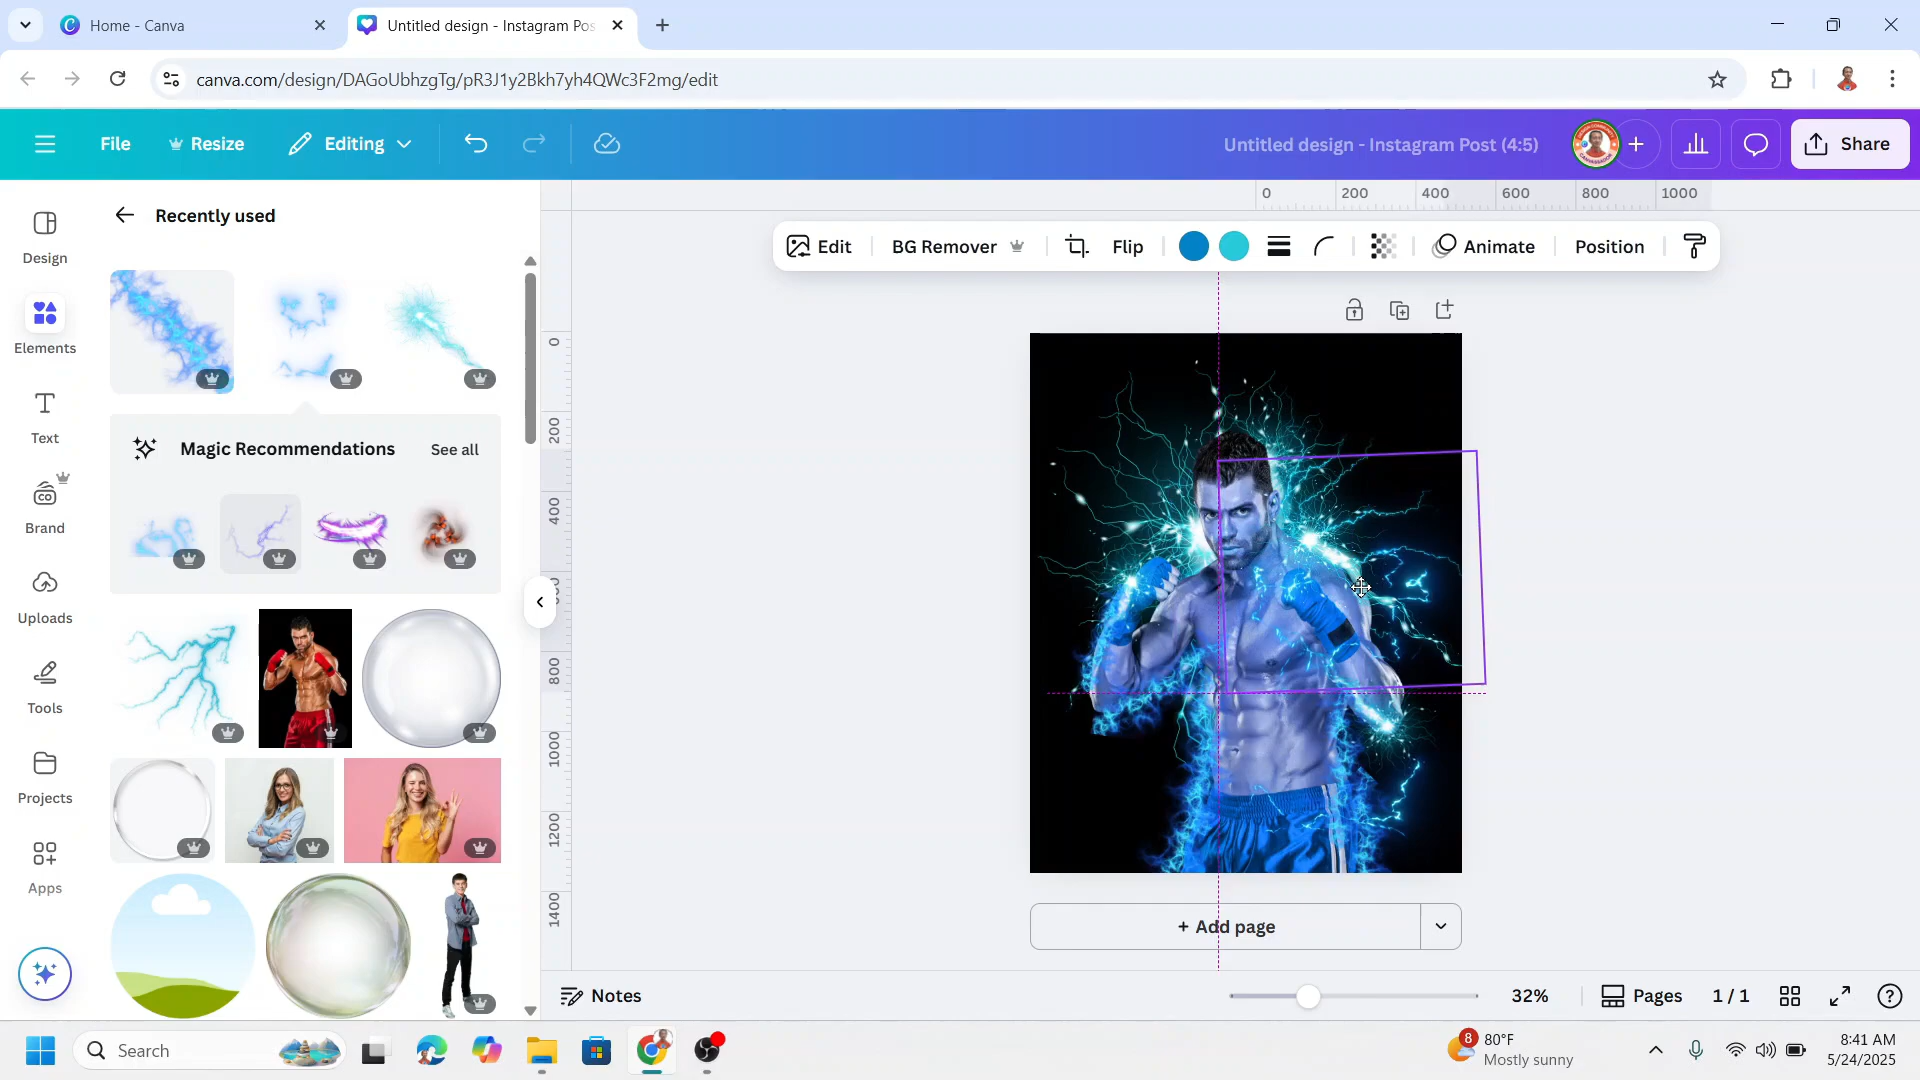 Home - Canva
Untitled design - Instagram Pos
canva.com/design/DAGoUbhzgTg/pR3J1y2Bkh7yh4QWc3F2mg/edit
File
Resize
Editing
Untitled design - Instagram Post (4:5)
Share
Design
Elements
Text
Brand
Uploads
Tools
Projects
Apps
Recently used
Magic Recommendations
See all
Edit
BG Remover
Flip
Animate
Position
0
200
400
600
800
1000
0
200
400
800
1000
1200
1400
+ Add page
Notes
32%
Pages
1 / 1
Search
8
80°F
Mostly sunny
8:41 AM
5/24/2025